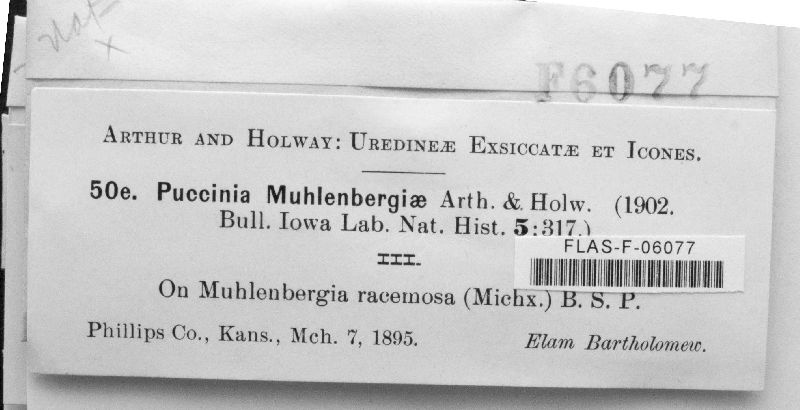 Nat
x
F6077
ARTHUR AND HOLWAY: UREDINEÆ EXSICCATÆ ET ICONES.
50e. Puccinia Muhlenbergiæ Arth. & Holw. (1902.
Bull. Iowa Lab. Nat. Hist. 5:317.)
FLAS-F-06077
III.
On Muhlenbergia racemosa (Michx.) B. S. P.
Phillips Co., Kans., Mch. 7, 1895. Elam Bartholomew.